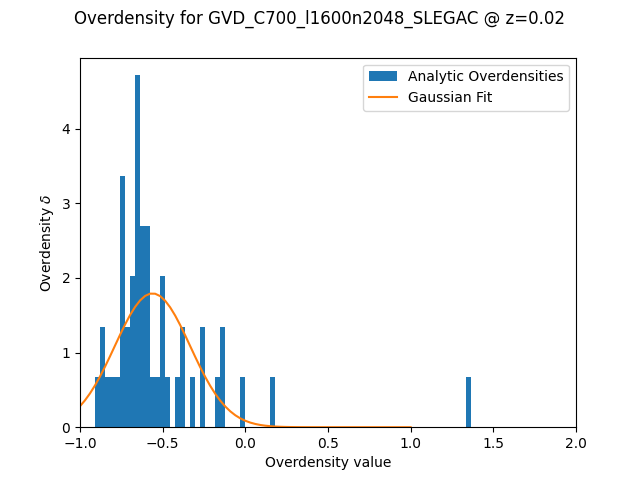 Overdensity for GVD_C700_l1600n2048_SLEGAC @ z=0.02
Analytic Overdensities
Gaussian Fit
Overdensity δ
4
3
2
1
0
−1.0
−0.5
0.0
0.5
1.0
1.5
2.0
Overdensity value